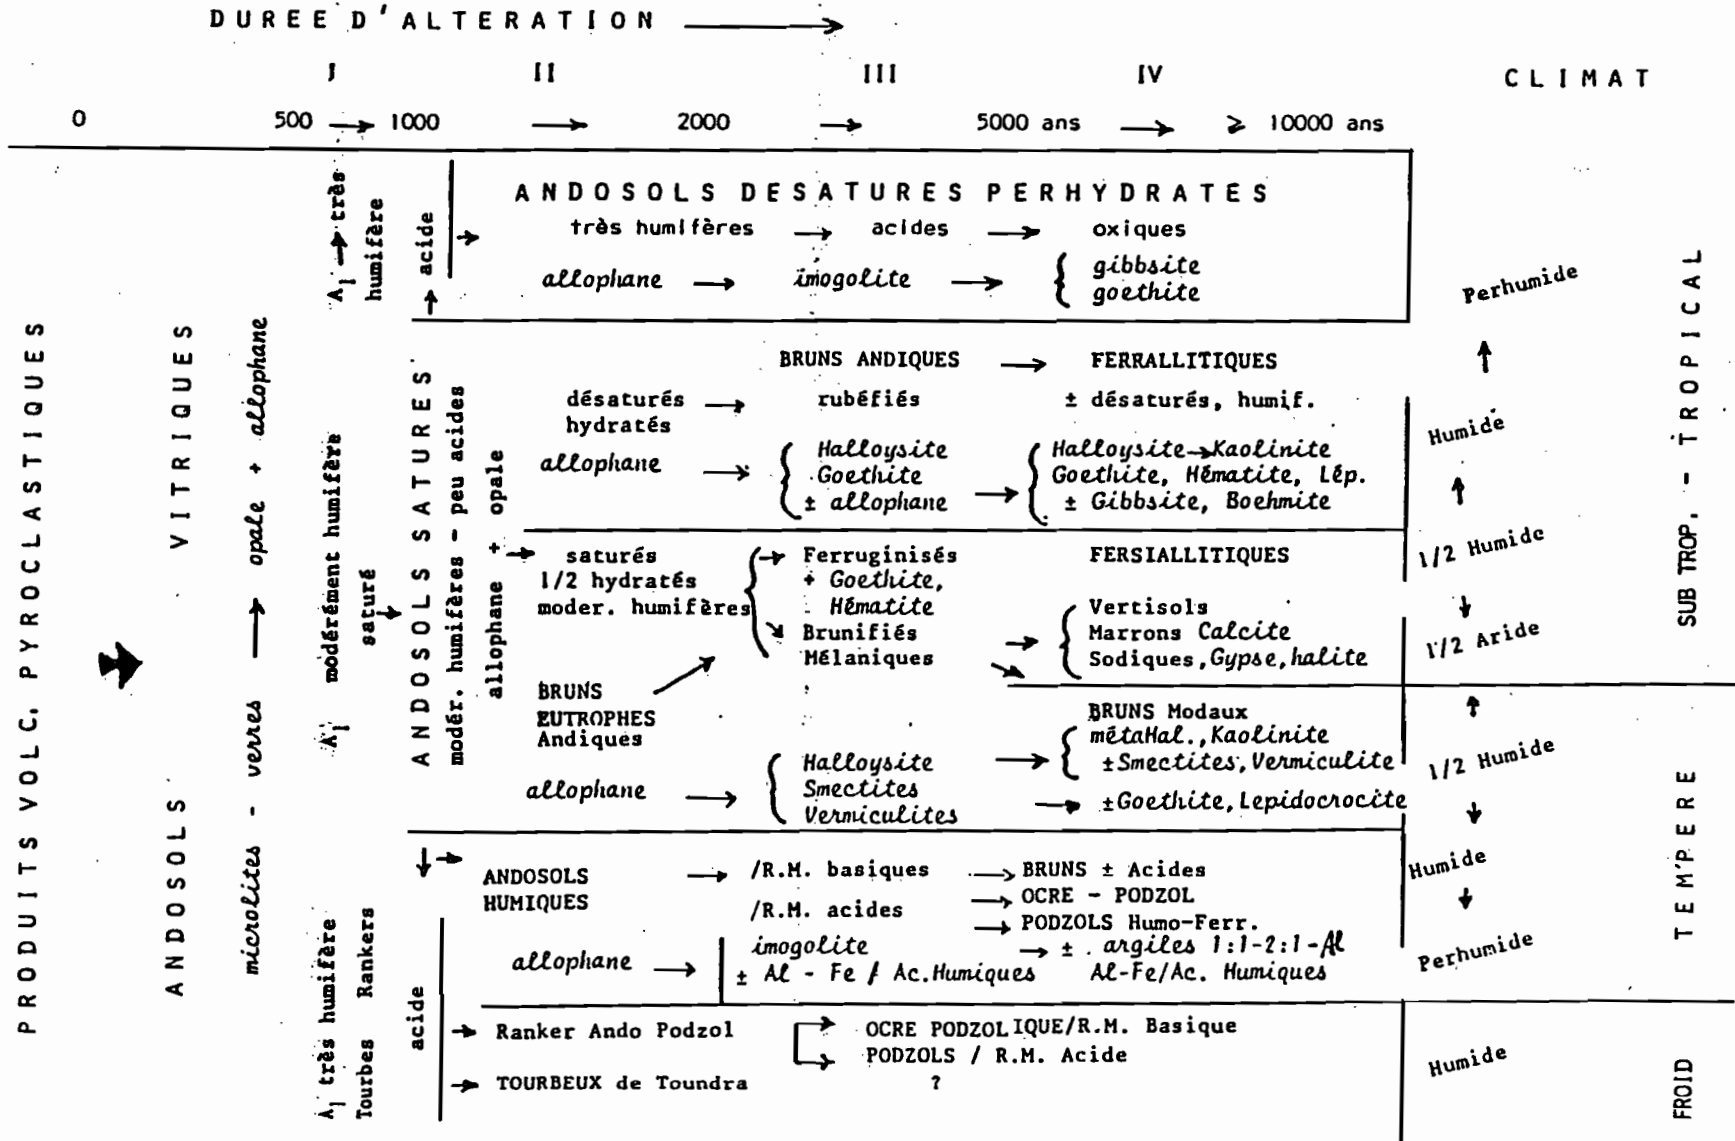 DUREE D'ALTERATION →
I II III IV CLIMAT
0 500 → 1000 → 2000 → 5000 ans → ≥ 10000 ans
PRODUITS VOLC. PYROCLASTIQUES
ANDOSOLS VITRIQUES
microlites - verres → opale + allophane
A1 → très
humifère
acide
A1 modérément humifère
saturé →
A1 très humifère
Tourbes Rankers
acide
ANDOSOLS SATURES
modér. humifères - peu acides
allophane + opale
ANDOSOLS DESATURES PERHYDRATES
très humifères → acides → oxiques
allophane → imogolite → { gibbsite
goethite
BRUNS ANDIQUES → FERRALLITIQUES
désaturés → rubéfiés ± désaturés, humif.
hydratés
allophane → { Halloysite
Goethite
± allophane
→ { Halloysite→Kaolinite
Goethite, Hématite, Lép.
± Gibbsite, Boehmite
→ saturés
1/2 hydratés
moder. humifères
{ → Ferruginisés
+ Goethite,
Hématite
Brunifiés
Mélaniques
FERSIALLITIQUES
→ { Vertisols
Marrons Calcite
Sodiques, Gypse, halite
BRUNS
EUTROPHES
Andiques
BRUNS Modaux
allophane → { Halloysite
Smectites
Vermiculites
→ { métaHal., Kaolinite
±Smectites, Vermiculite
→ ±Goethite, Lepidocrocite
→ ANDOSOLS
HUMIQUES
→ /R.M. basiques → BRUNS ± Acides
/R.M. acides → OCRE - PODZOL
→ PODZOLS Humo-Ferr.
allophane → imogolite → ± argiles 1:1-2:1-Al
± Al - Fe / Ac.Humiques Al-Fe/Ac. Humiques
→ Ranker Ando Podzol → OCRE PODZOLIQUE/R.M. Basique
→ PODZOLS / R.M. Acide
→ TOURBEUX de Toundra ?
Perhumide
Humide
1/2 Humide
1/2 Aride
1/2 Humide
Humide
Perhumide
Humide
SUB TROP. - TROPICAL
TEMPERE
FROID